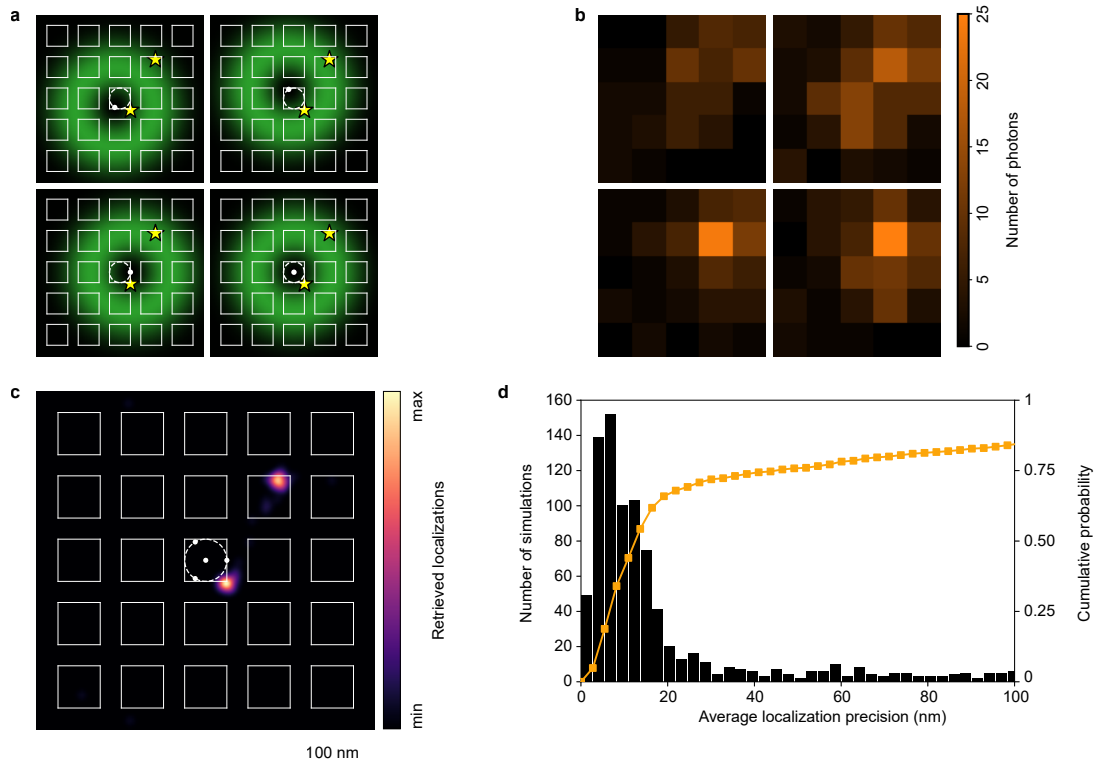 a
b
25
20
15
10
5
0
Number of photons
c
max
min
Retrieved localizations
100 nm
d
160
140
120
100
80
60
40
20
0
Number of simulations
1
0.75
0.50
0.25
0
Cumulative probability
0 20 40 60 80 100
Average localization precision (nm)